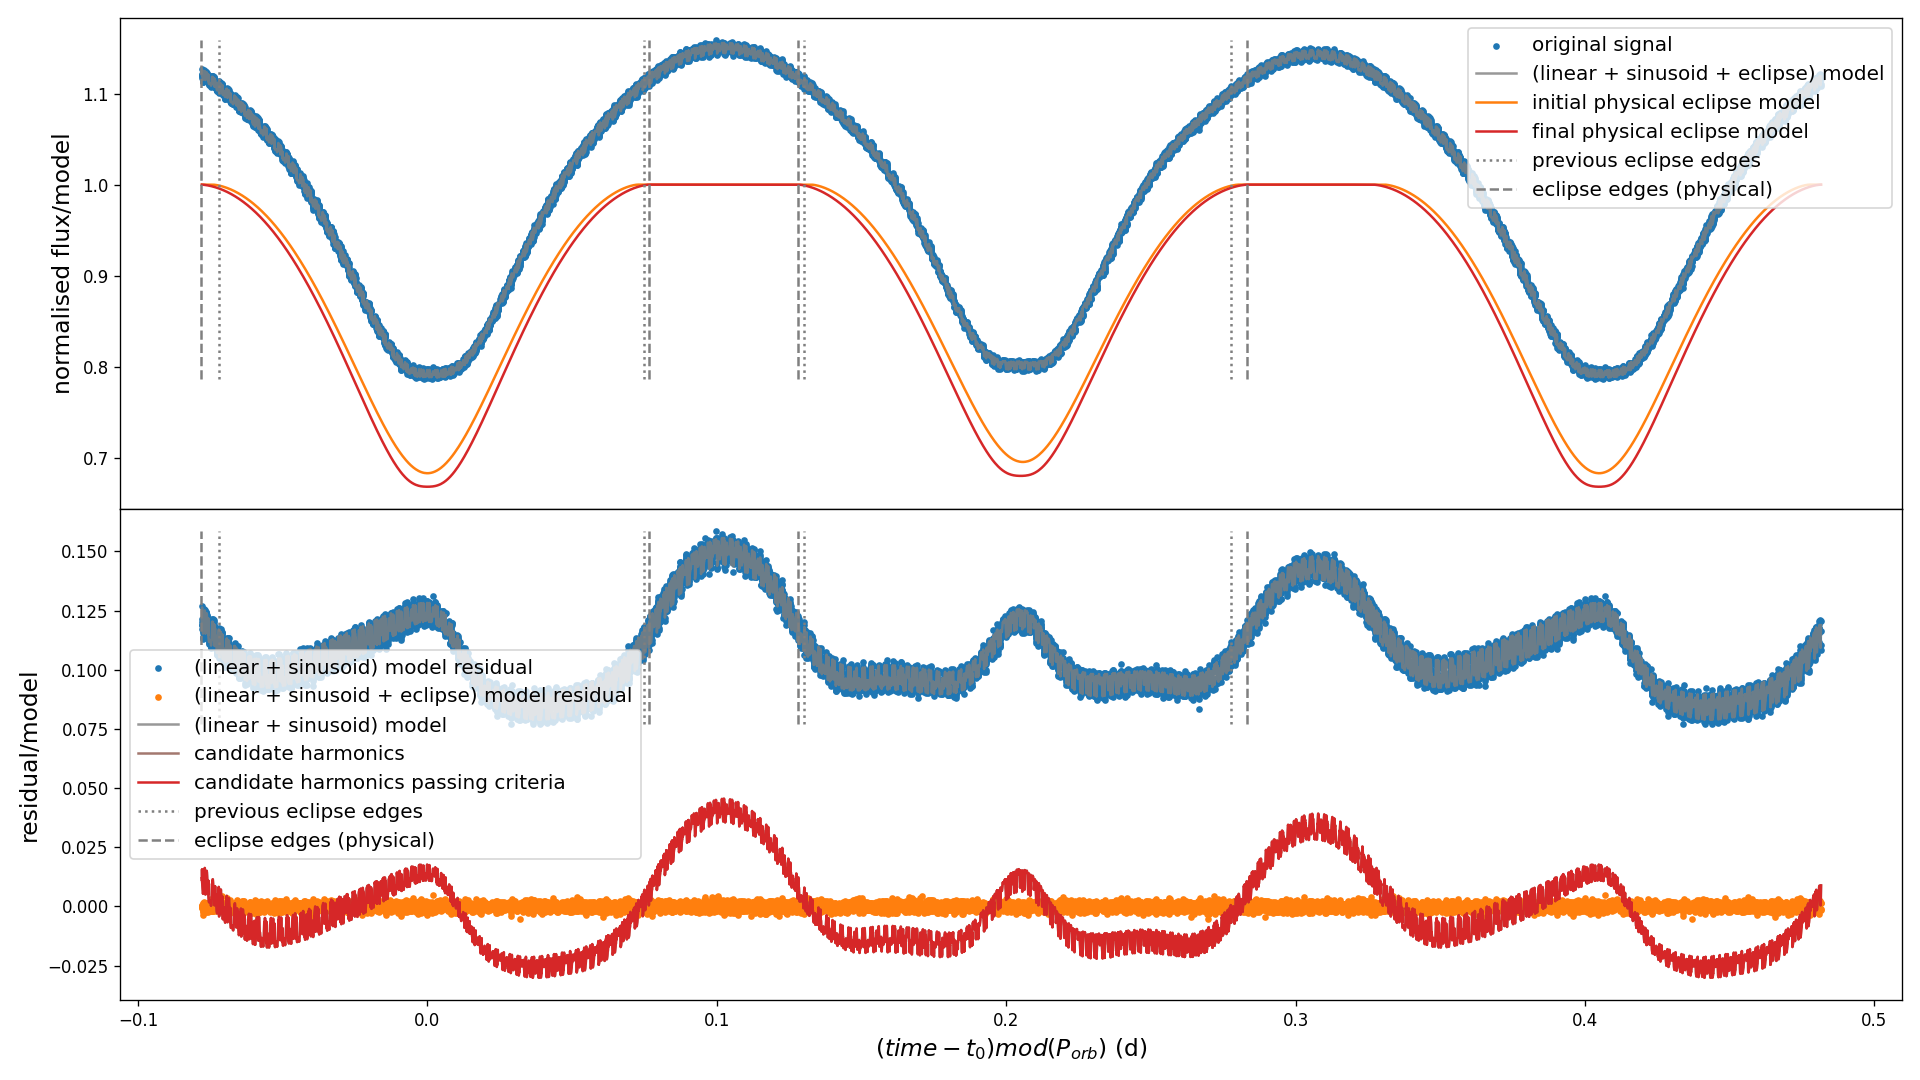 normalised flux/model
1.1
1.0
0.9
0.8
0.7
original signal
(linear + sinusoid + eclipse) model
initial physical eclipse model
final physical eclipse model
previous eclipse edges
eclipse edges (physical)
residual/model
0.150
0.125
0.100
0.075
0.050
0.025
0.000
−0.025
(linear + sinusoid) model residual
(linear + sinusoid + eclipse) model residual
(linear + sinusoid) model
candidate harmonics
candidate harmonics passing criteria
previous eclipse edges
eclipse edges (physical)
−0.1 0.0 0.1 0.2 0.3 0.4 0.5
(time − t₀)mod(Pₒᵣb) (d)